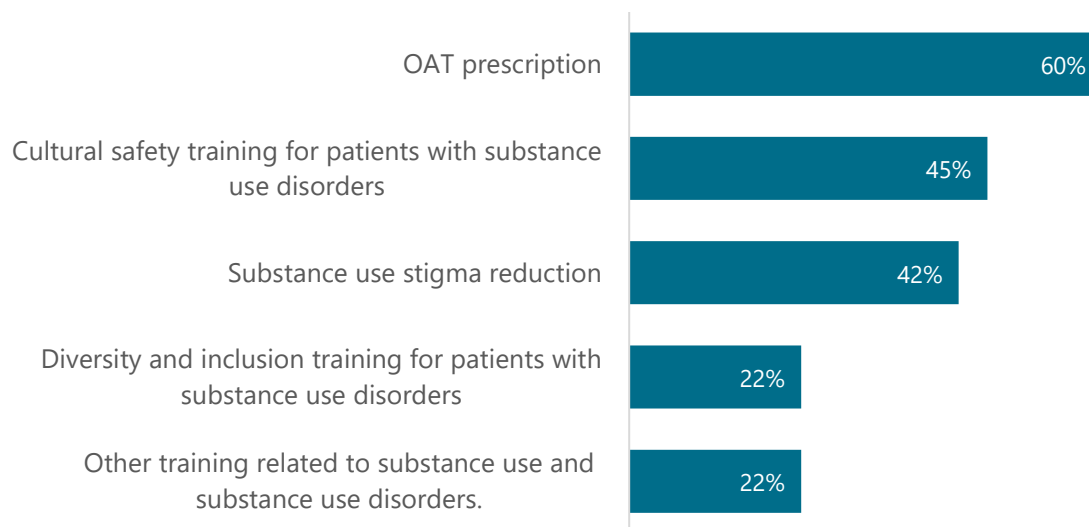 OAT prescription
60%
Cultural safety training for patients with substance
use disorders
45%
Substance use stigma reduction
42%
Diversity and inclusion training for patients with
substance use disorders
22%
Other training related to substance use and
substance use disorders.
22%